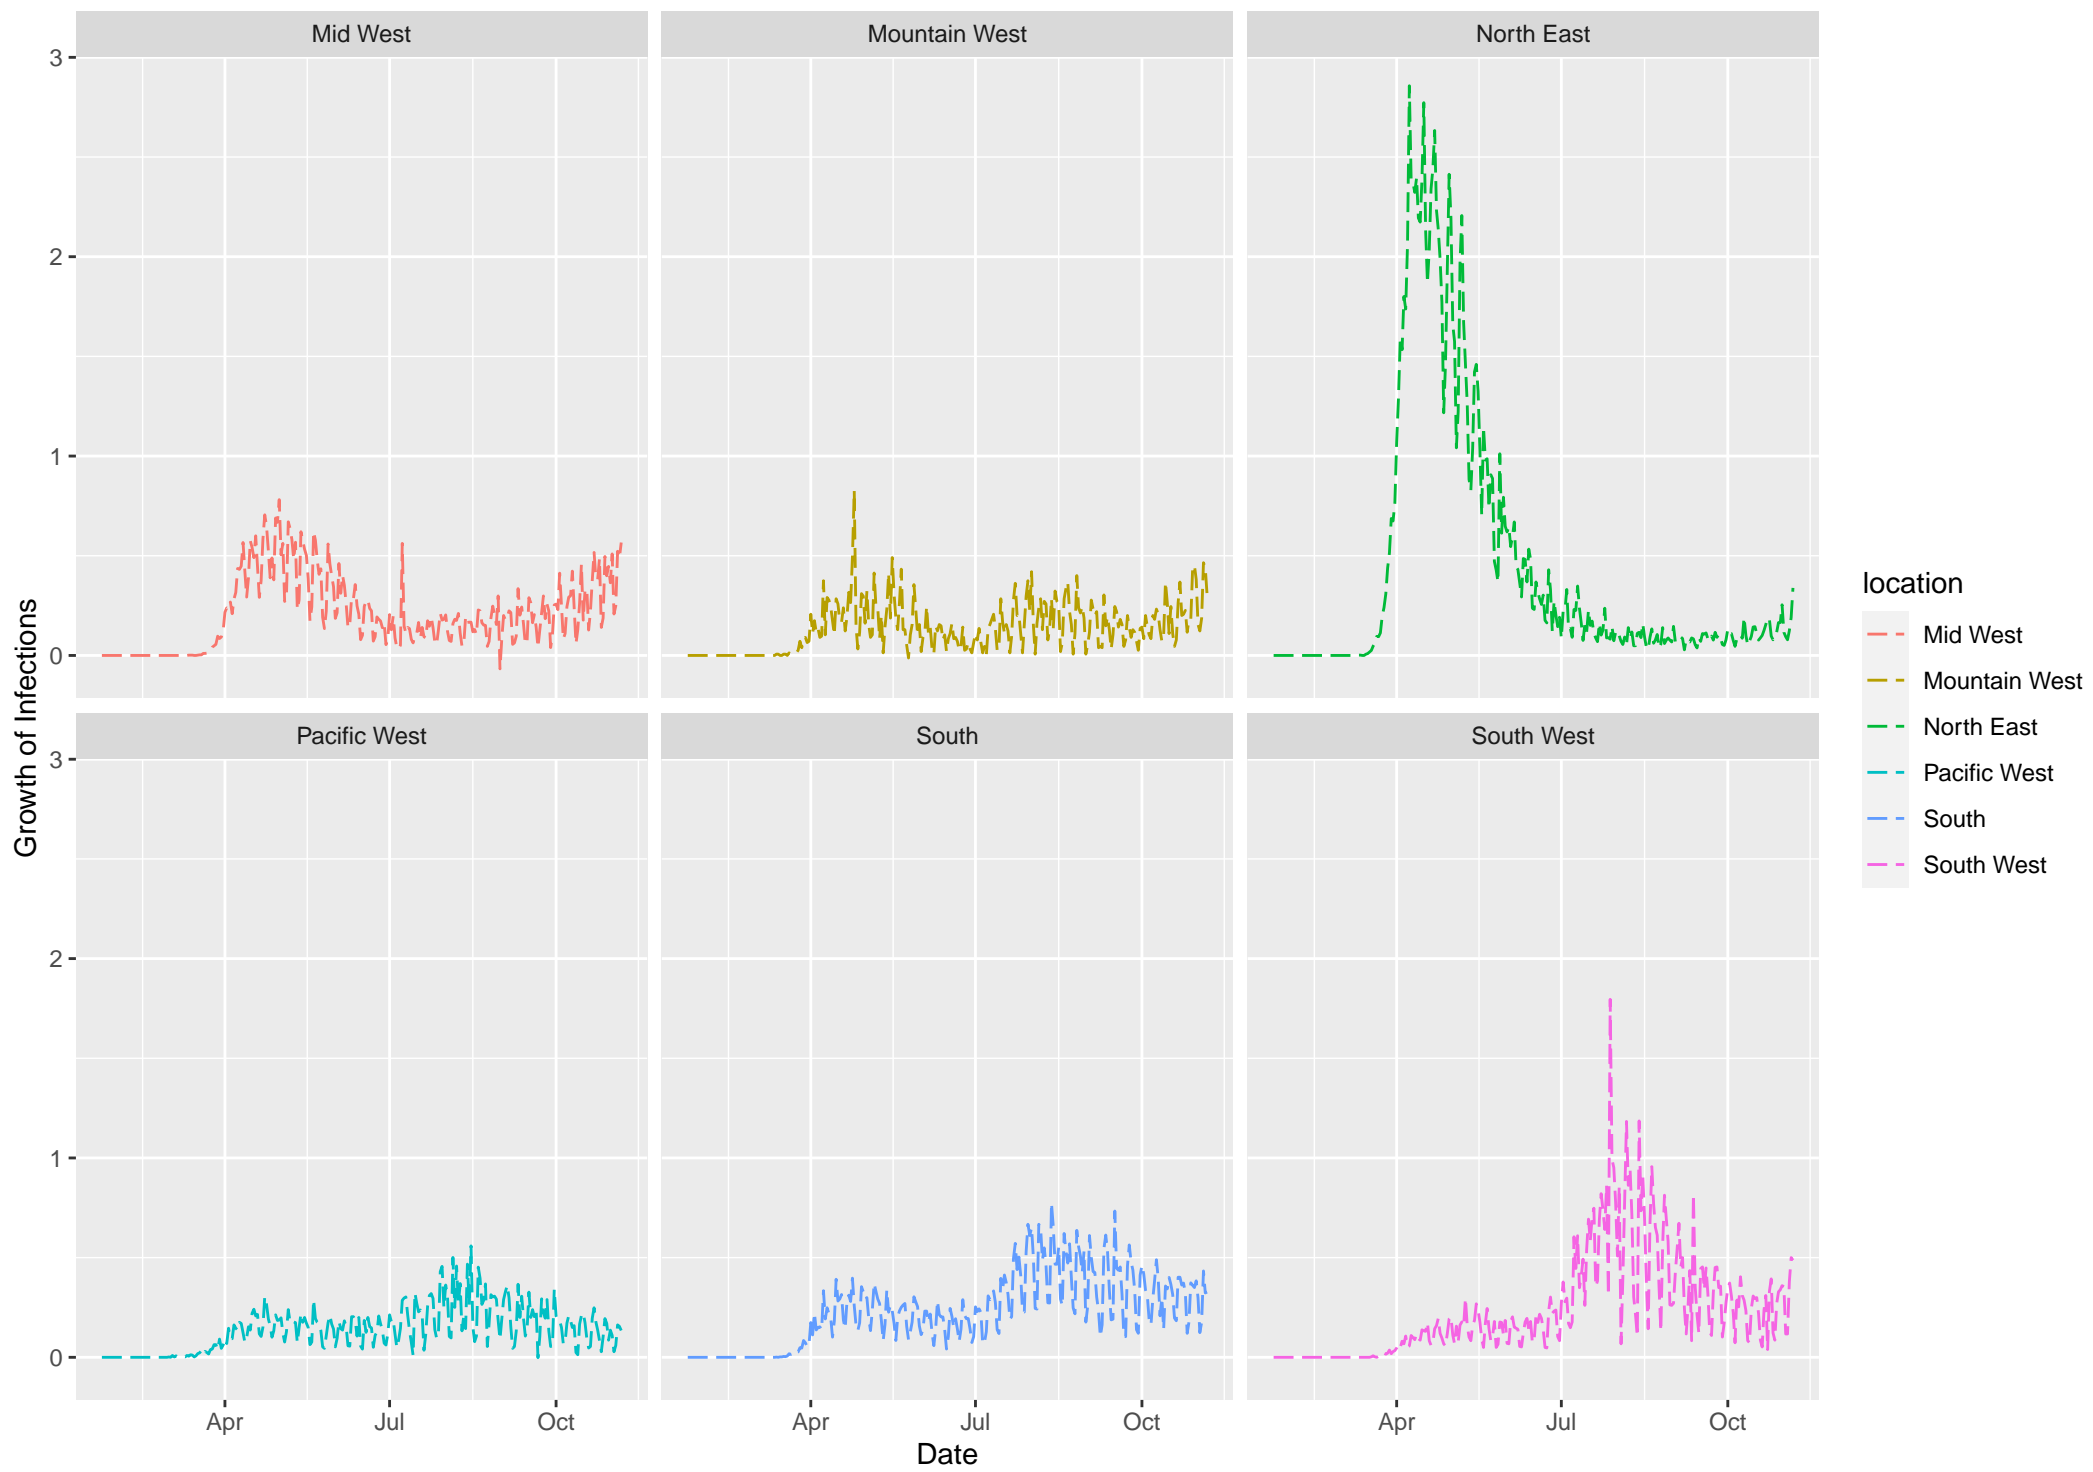 Mid West
Mountain West
North East
3
2
1
0
Pacific West
South
South West
3
2
1
0
Apr
Jul
Oct
Apr
Jul
Oct
Apr
Jul
Oct
Date
Growth of Infections
location
Mid West
Mountain West
North East
Pacific West
South
South West